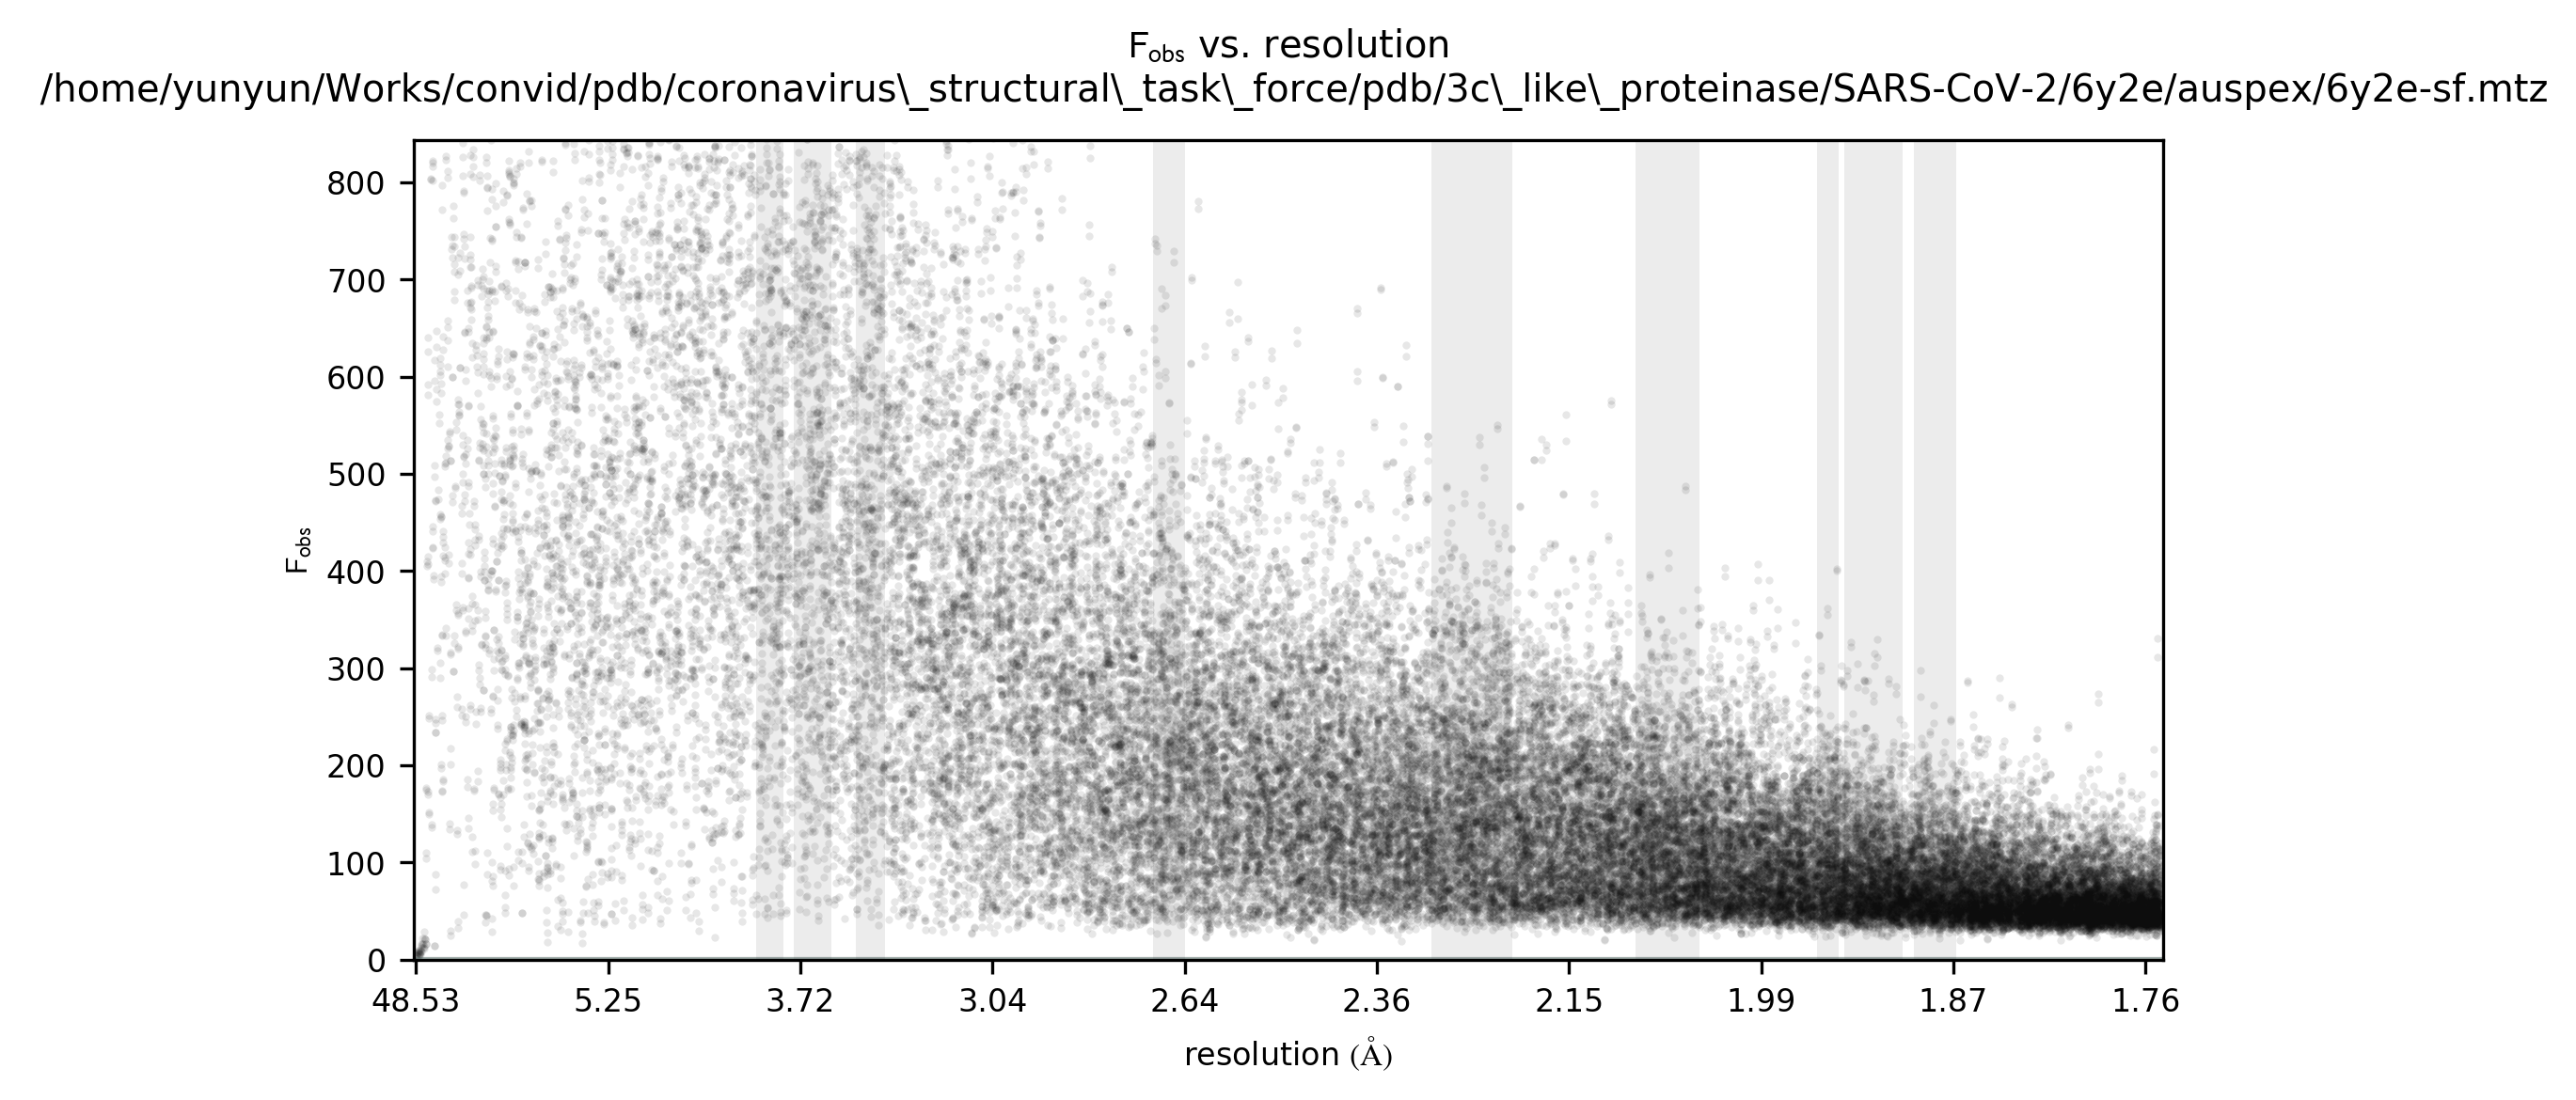 Fobs vs. resolution
/home/yunyun/Works/convid/pdb/coronavirus\_structural\_task\_force/pdb/3c\_like\_proteinase/SARS-CoV-2/6y2e/auspex/6y2e-sf.mtz
800
700
600
500
400
300
200
100
0
Fobs
48.53 5.25 3.72 3.04 2.64 2.36 2.15 1.99 1.87 1.76
resolution (Å)